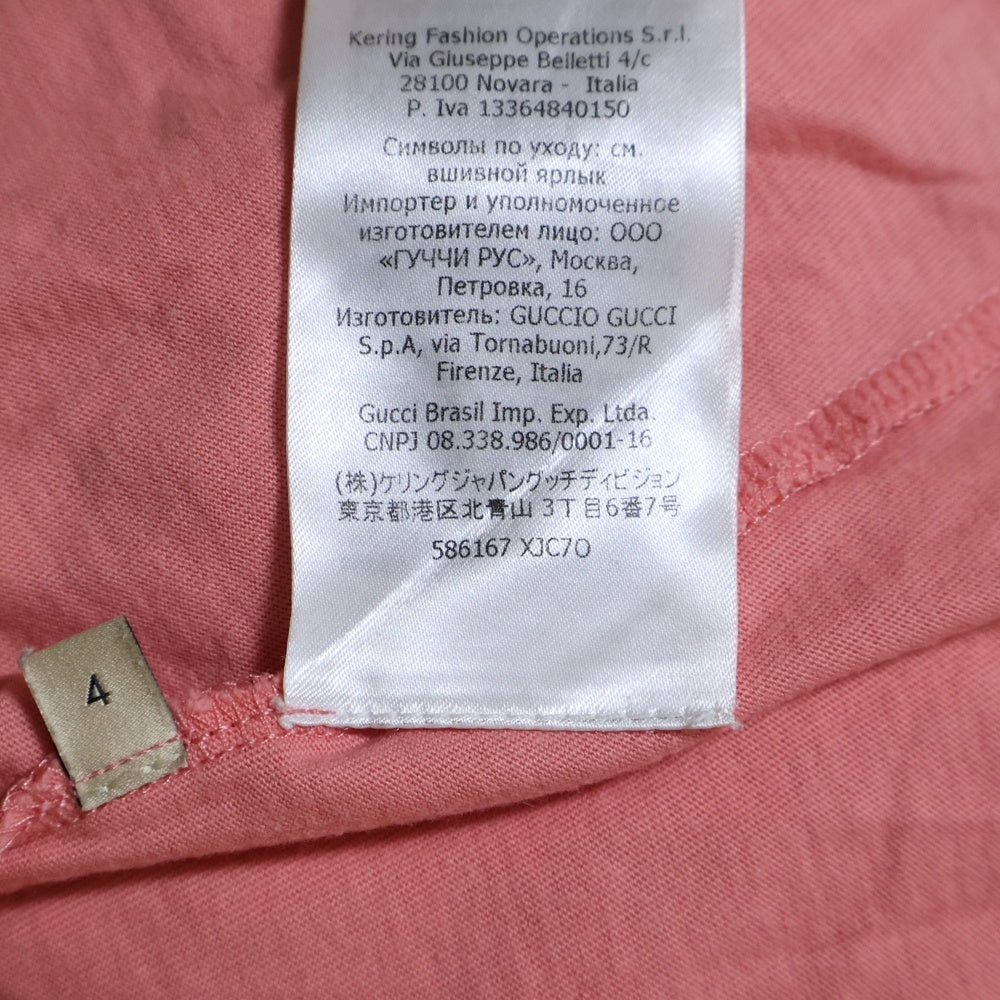 Kering Fashion Operations S.r.l.
Via Giuseppe Belletti 4/c
28100 Novara - Italia
P. Iva 13364840150
Символы по уходу: см.
вшивной ярлык
Импортер и уполномоченное
изготовителем лицо: ООО
«ГУЧЧИ РУС», Москва,
Петровка, 16
Изготовитель: GUCCIO GUCCI
S.p.A, via Tornabuoni,73/R
Firenze, Italia
Gucci Brasil Imp. Exp. Ltda.
CNPJ 08.338.986/0001-16
(株)ケリングジャパングッチディビジョン
東京都港区北青山 3丁目6番7号
586167 XJC7O
4